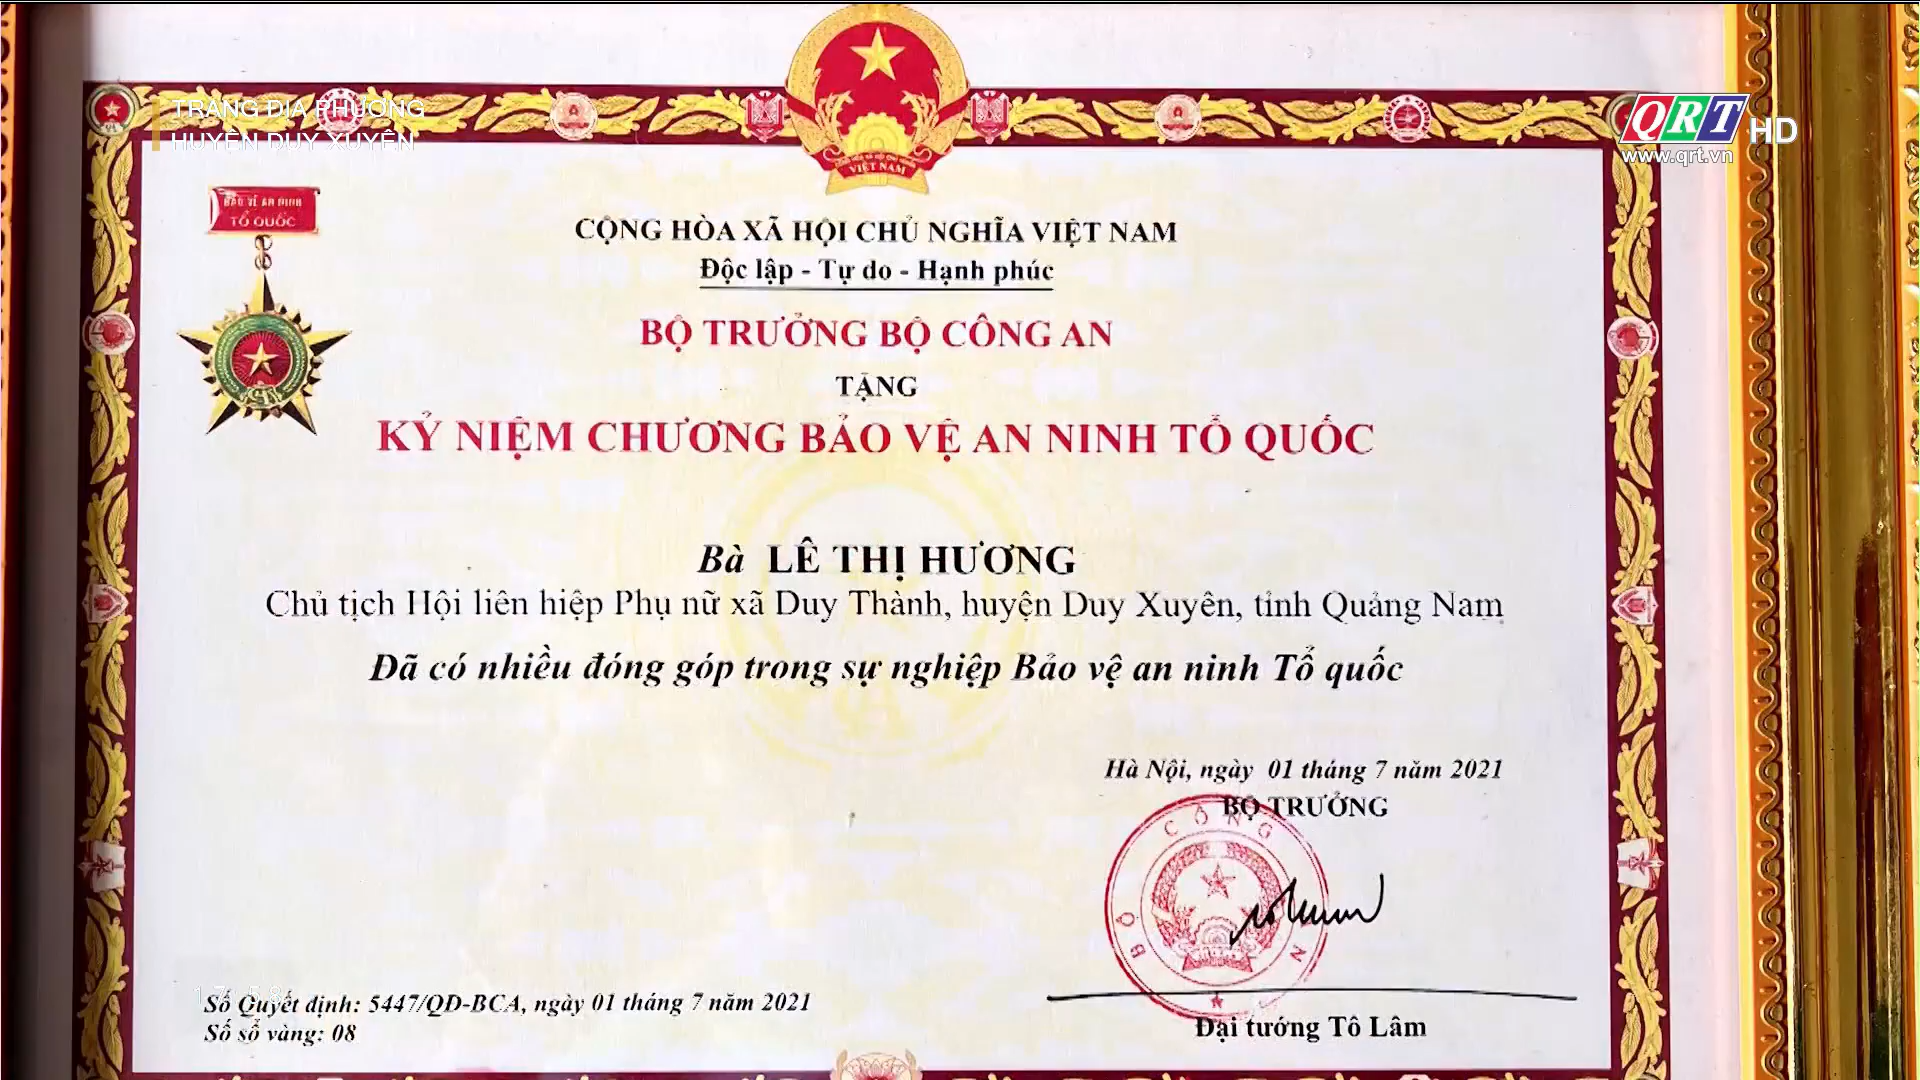 TRANG ĐỊA PHƯƠNG
HUYỆN DUY XUYÊN
QRT HD
www.qrt.vn
VIỆT NAM
BẢO VỆ AN NINH
TỔ QUỐC
CỘNG HÒA XÃ HỘI CHỦ NGHĨA VIỆT NAM
Độc lập - Tự do - Hạnh phúc
BỘ TRƯỞNG BỘ CÔNG AN
TẶNG
KỶ NIỆM CHƯƠNG BẢO VỆ AN NINH TỔ QUỐC
Bà LÊ THỊ HƯƠNG
Chủ tịch Hội liên hiệp Phụ nữ xã Duy Thành, huyện Duy Xuyên, tỉnh Quảng Nam
Đã có nhiều đóng góp trong sự nghiệp Bảo vệ an ninh Tổ quốc
Hà Nội, ngày 01 tháng 7 năm 2021
BỘ TRƯỞNG
BỘ CÔNG AN
Đại tướng Tô Lâm
Số Quyết định: 5447/QĐ-BCA, ngày 01 tháng 7 năm 2021
Số sổ vàng: 08